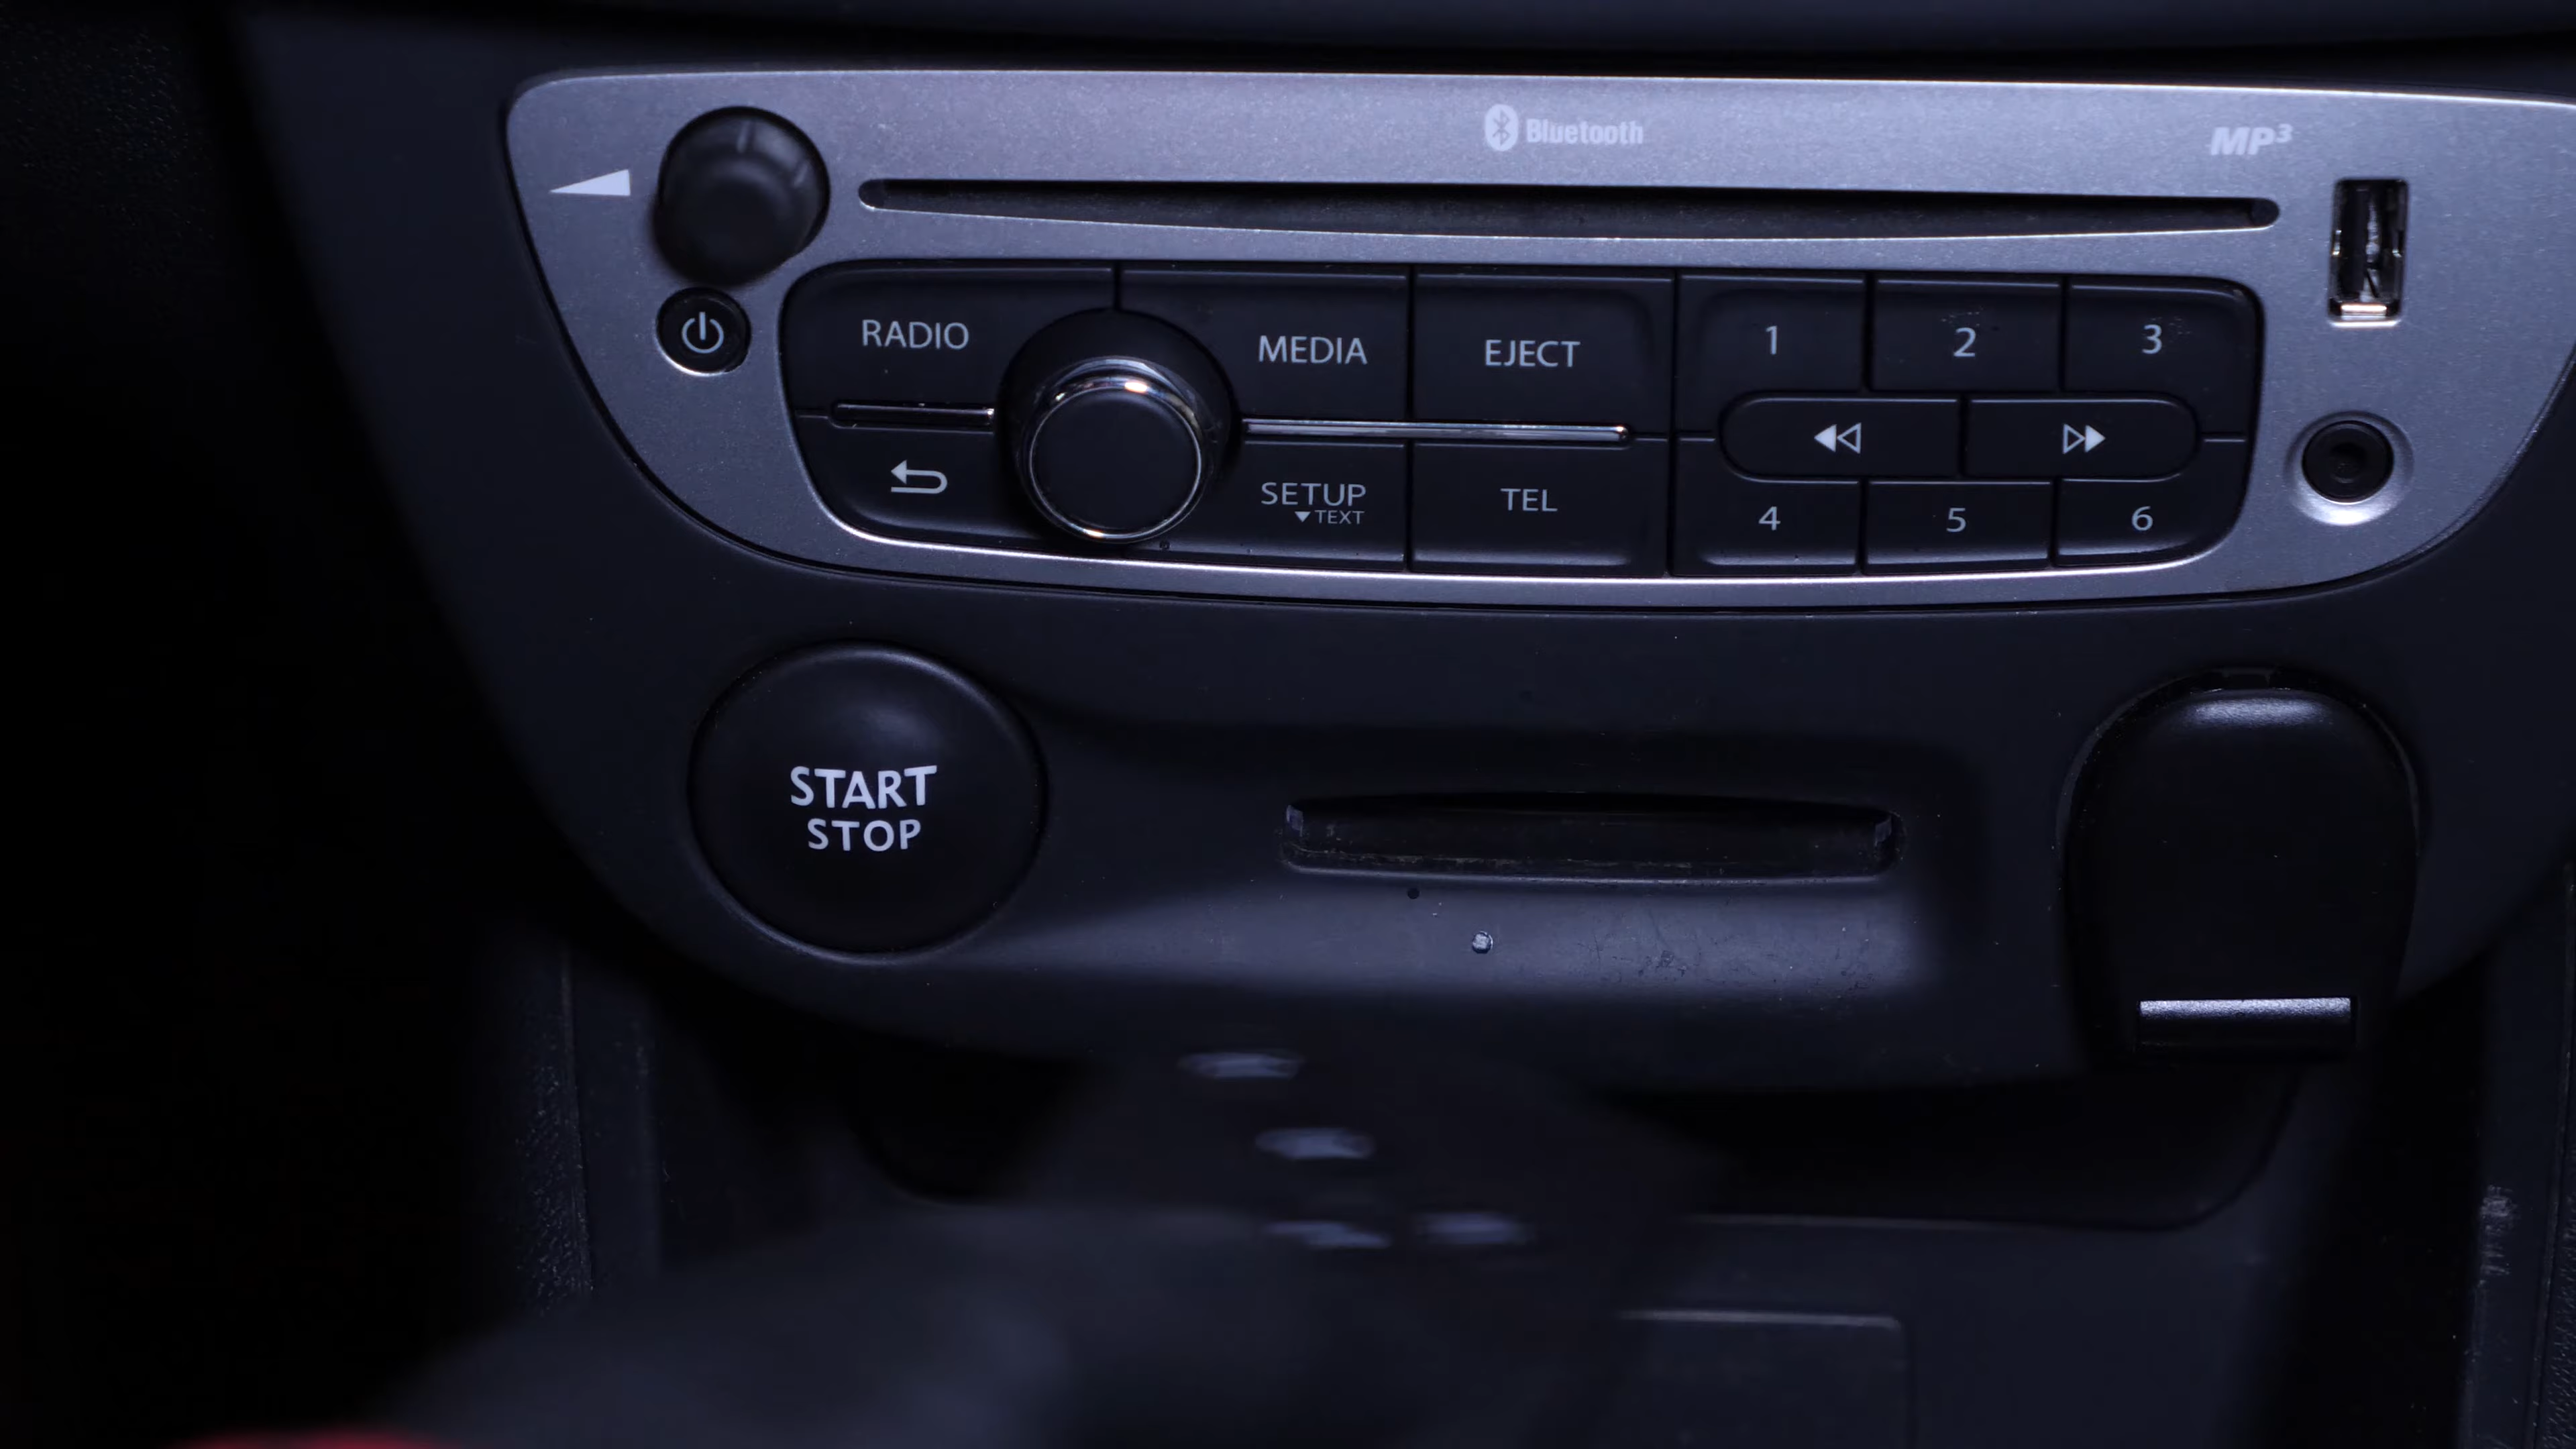 Bluetooth
MP3
RADIO
MEDIA
EJECT
1
2
3
SETUP
▼TEXT
TEL
4
5
6
START
STOP